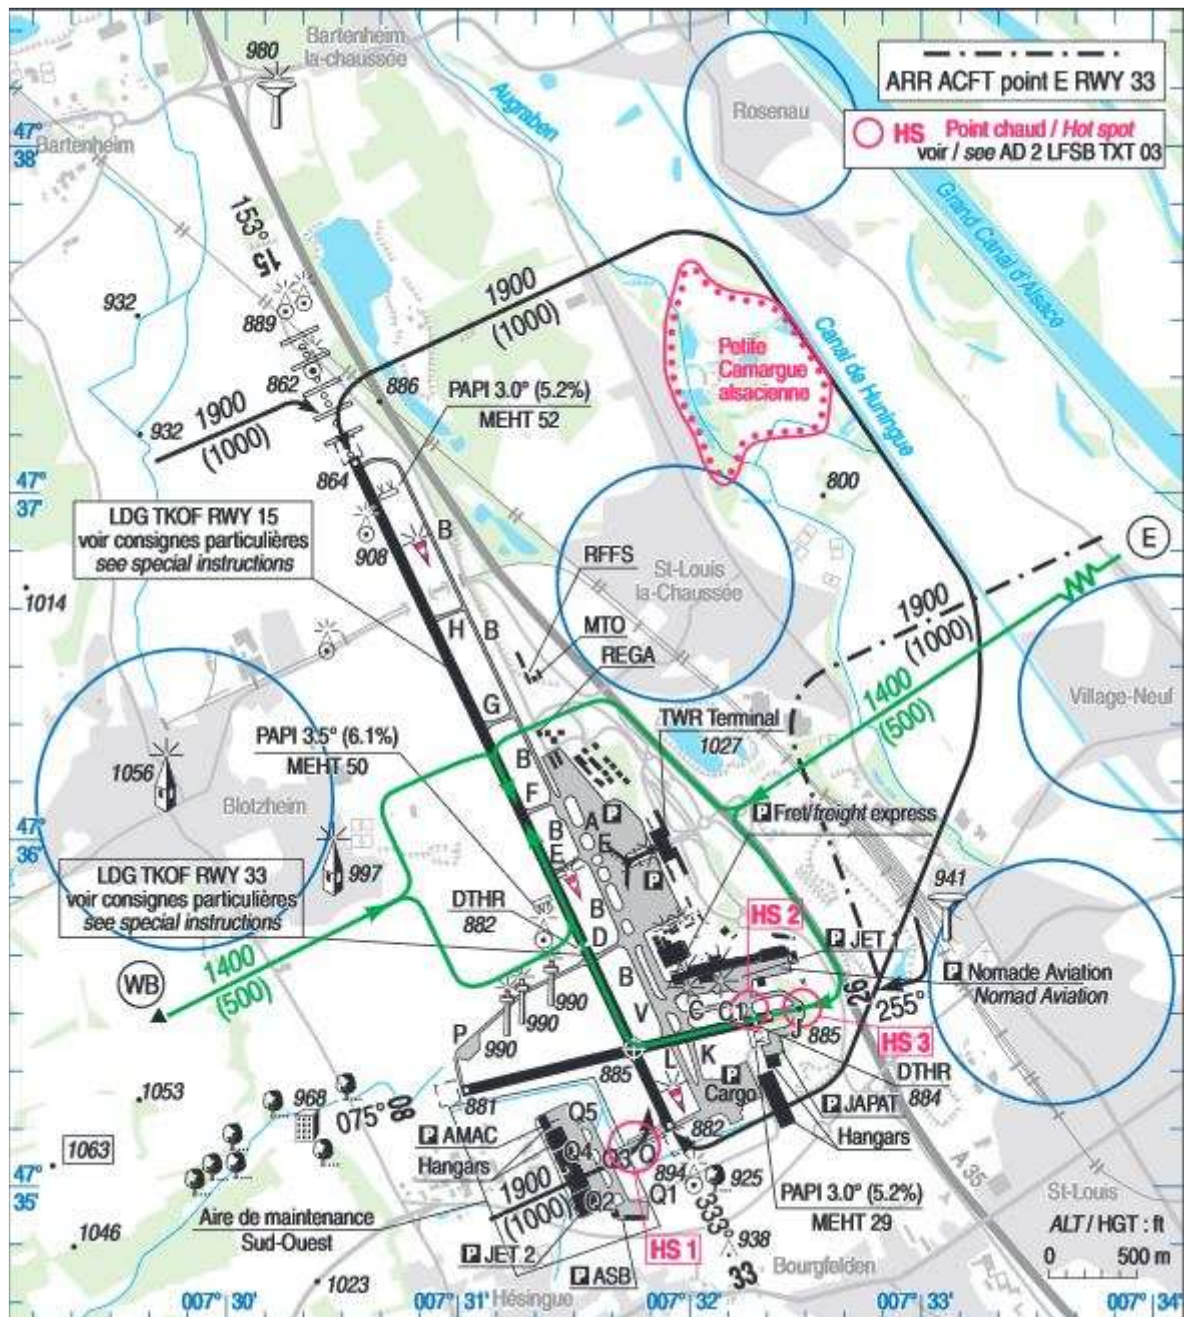 980
Bartenheim
la-chaussée
47°
38'
Bartenheim
Augraben
Rosenau
ARR ACFT point E RWY 33
HS Point chaud / Hot spot
voir / see AD 2 LFSB TXT 03
Grand Canal d'Alsace
153° 15
932
889
1900
(1000)
862
886
932
1900
(1000)
PAPI 3.0° (5.2%)
MEHT 52
Petite
Camargue
alsacienne
Canal de Huningue
47°
37'
864
800
LDG TKOF RWY 15
voir consignes particulières
see special instructions
908
B
RFFS
St-Louis
la-Chaussée
E
1014
H
B
MTO
REGA
1900
(1000)
1400
(500)
Village-Neuf
G
TWR Terminal
1027
PAPI 3.5° (6.1%)
MEHT 50
B
F
1056
Blotzheim
P
P Fret/freight express
47°
36'
B
A
E
E
P
997
LDG TKOF RWY 33
voir consignes particulières
see special instructions
DTHR
882
WS
B
D
HS 2
941
P JET 1
1400
(500)
WB
990
990
990
B
V
C
C1
J
26
255°
885
P Nomade Aviation
Nomad Aviation
HS 3
P
885
L
K
DTHR
884
1053
968
075° 08
881
P
Cargo
882
P JAPAT
Hangars
1063
P AMAC
Hangars
Q5
Q4
Q3
Q
894
925
47°
35'
1900
(1000)
Q2
Q1
A 35
St-Louis
Aire de maintenance
Sud-Ouest
PAPI 3.0° (5.2%)
MEHT 29
ALT / HGT : ft
1046
P JET 2
HS 1
333° 33
938
Bourgfelden
0 500 m
1023
P ASB
Hésingue
007° 30'
007° 31'
007° 32'
007° 33'
007° 34'